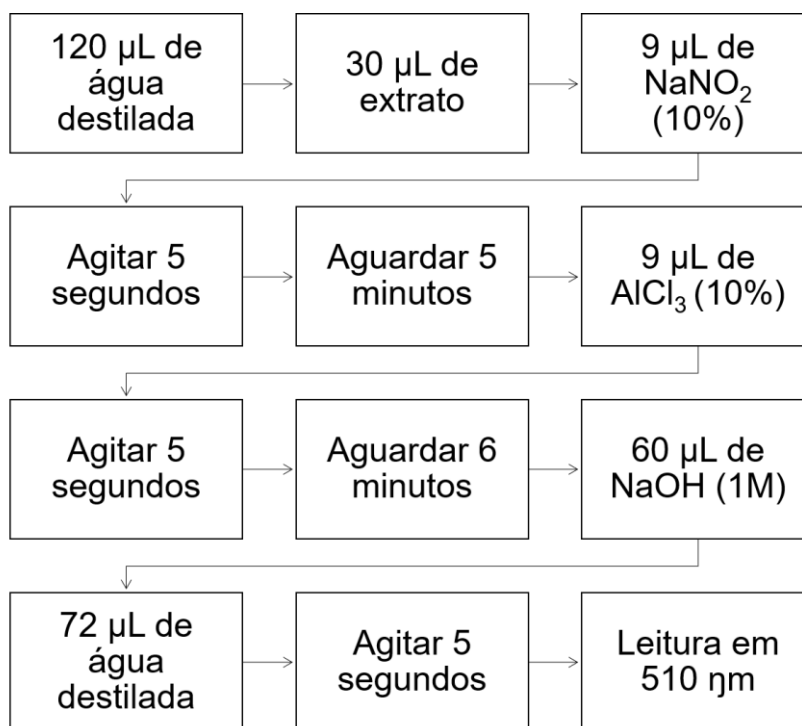 120 µL de
água
destilada
30 µL de
extrato
9 µL de
NaNO₂
(10%)
Agitar 5
segundos
Aguardar 5
minutos
9 µL de
AlCl₃ (10%)
Agitar 5
segundos
Aguardar 6
minutos
60 µL de
NaOH (1M)
72 µL de
água
destilada
Agitar 5
segundos
Leitura em
510 ŋm